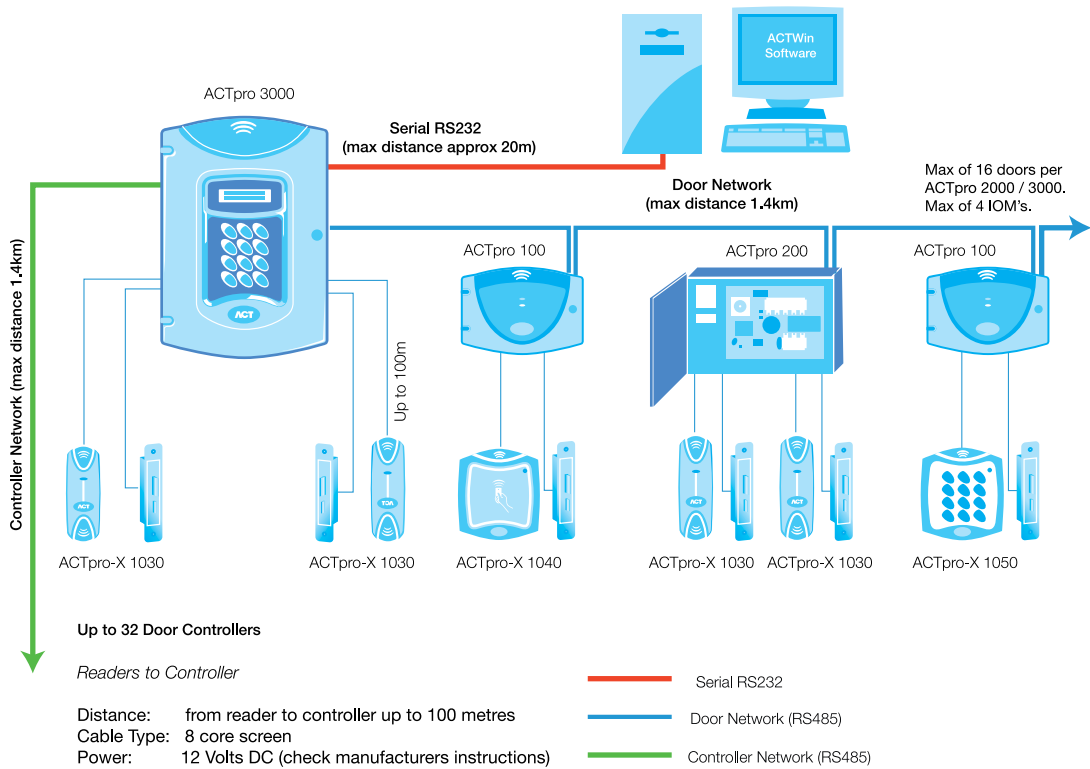 ACTWin
Software
ACTpro 3000
Serial RS232
(max distance approx 20m)
Door Network
(max distance 1.4km)
Max of 16 doors per
ACTpro 2000 / 3000.
Max of 4 IOM's.
ACTpro 100
ACTpro 200
ACTpro 100
ACT
Controller Network (max distance 1.4km)
Up to 100m
ACT
ACT
ACT
ACT
ACTpro-X 1030
ACTpro-X 1030
ACTpro-X 1040
ACTpro-X 1030
ACTpro-X 1030
ACTpro-X 1050
Up to 32 Door Controllers
Readers to Controller
Distance: from reader to controller up to 100 metres
Cable Type: 8 core screen
Power: 12 Volts DC (check manufacturers instructions)
Serial RS232
Door Network (RS485)
Controller Network (RS485)